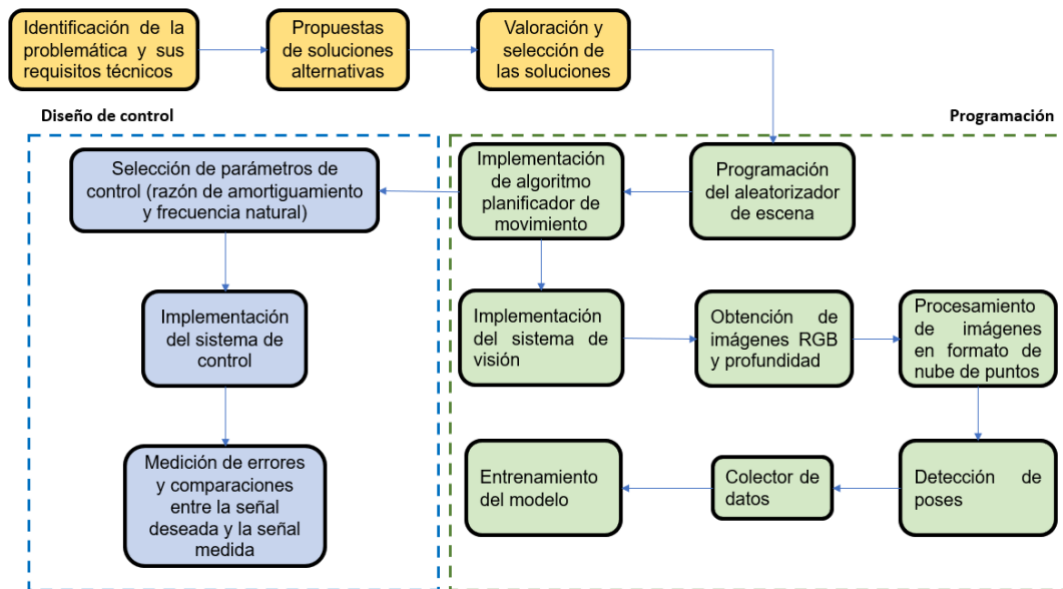 Identificación de la
problemática y sus
requisitos técnicos
Propuestas
de soluciones
alternativas
Valoración y
selección de
las soluciones
Diseño de control
Programación
Selección de parámetros de
control (razón de amortiguamiento
y frecuencia natural)
Implementación
de algoritmo
planificador de
movimiento
Programación
del aleatorizador
de escena
Implementación
del sistema de
control
Implementación
del sistema de
visión
Obtención de
imágenes RGB
y profundidad
Procesamiento
de imágenes
en formato de
nube de puntos
Medición de errores
y comparaciones
entre la señal
deseada y la señal
medida
Entrenamiento
del modelo
Colector de
datos
Detección de
poses